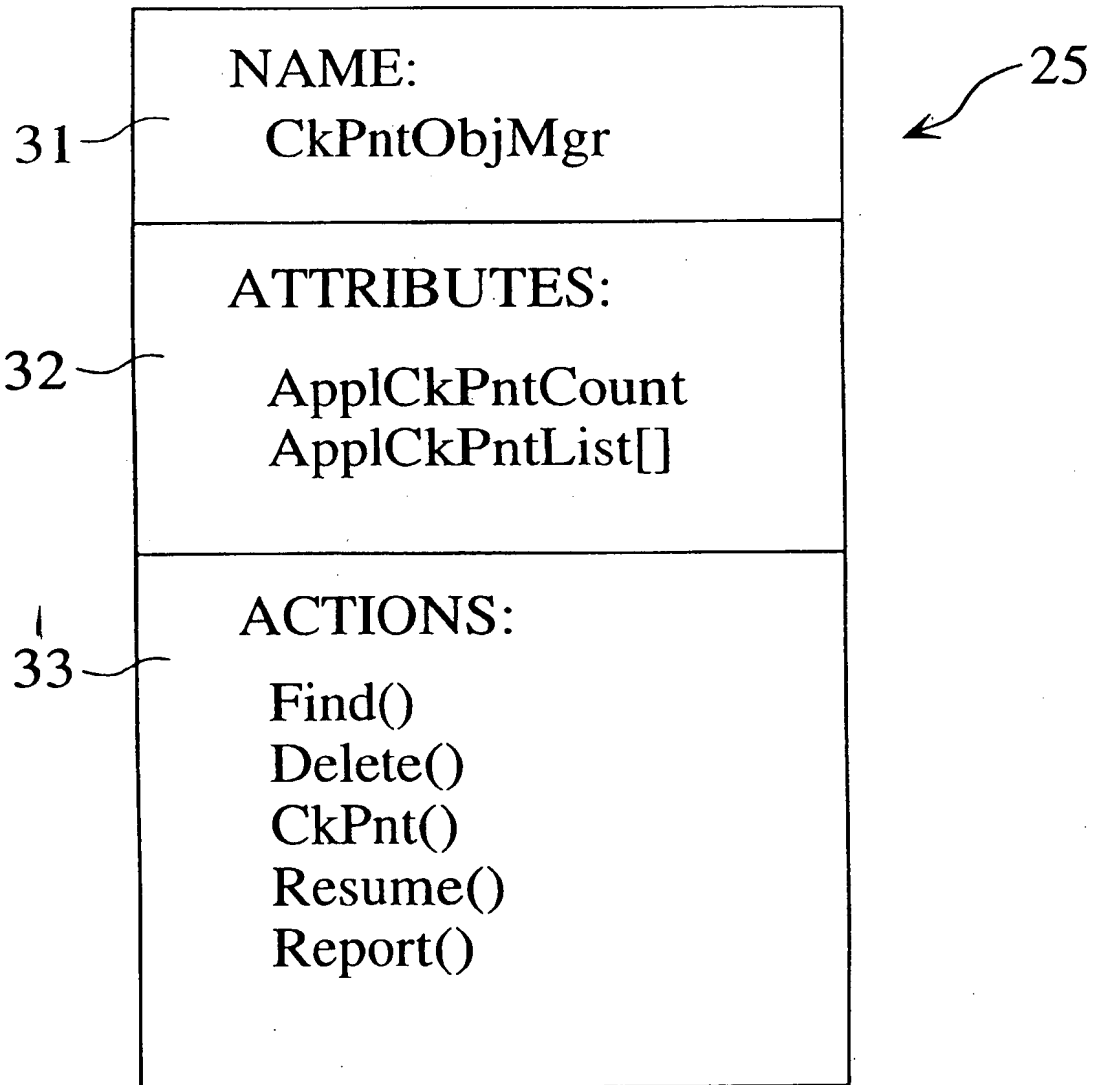 NAME:
25
31
CkPntObjMgr
ATTRIBUTES:
32
ApplCkPntCount
ApplCkPntList[]
ACTIONS:
33
Find()
Delete()
CkPnt()
Resume()
Report()